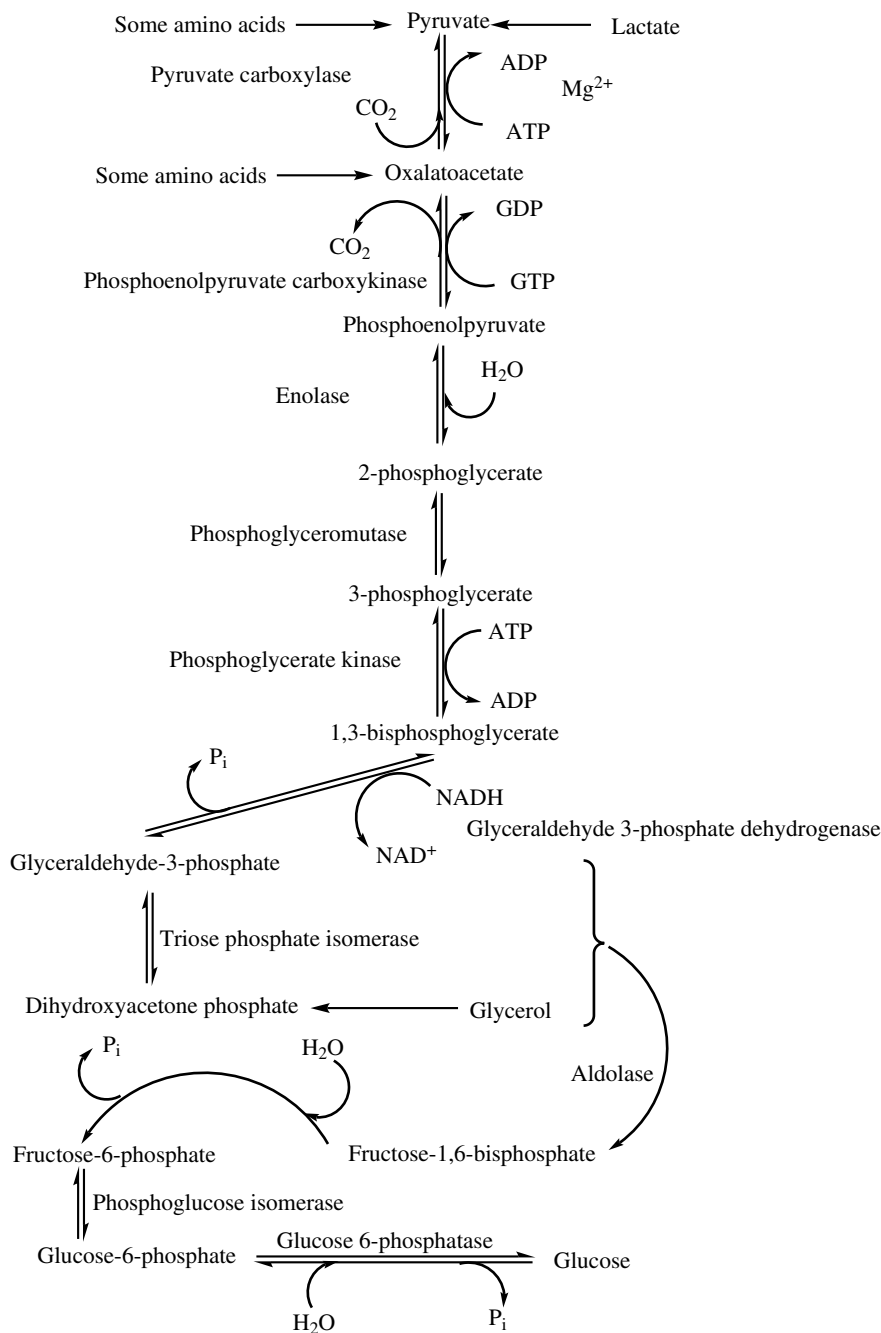 Some amino acids
Pyruvate
Lactate
ADP
Pyruvate carboxylase
Mg²⁺
CO₂
ATP
Some amino acids
Oxalatoacetate
GDP
CO₂
Phosphoenolpyruvate carboxykinase
GTP
Phosphoenolpyruvate
H₂O
Enolase
2-phosphoglycerate
Phosphoglyceromutase
3-phosphoglycerate
ATP
Phosphoglycerate kinase
ADP
1,3-bisphosphoglycerate
Pᵢ
NADH
Glyceraldehyde 3-phosphate dehydrogenase
NAD⁺
Glyceraldehyde-3-phosphate
Triose phosphate isomerase
Dihydroxyacetone phosphate
Glycerol
Pᵢ
H₂O
Aldolase
Fructose-6-phosphate
Fructose-1,6-bisphosphate
Phosphoglucose isomerase
Glucose-6-phosphate
Glucose 6-phosphatase
Glucose
H₂O
Pᵢ